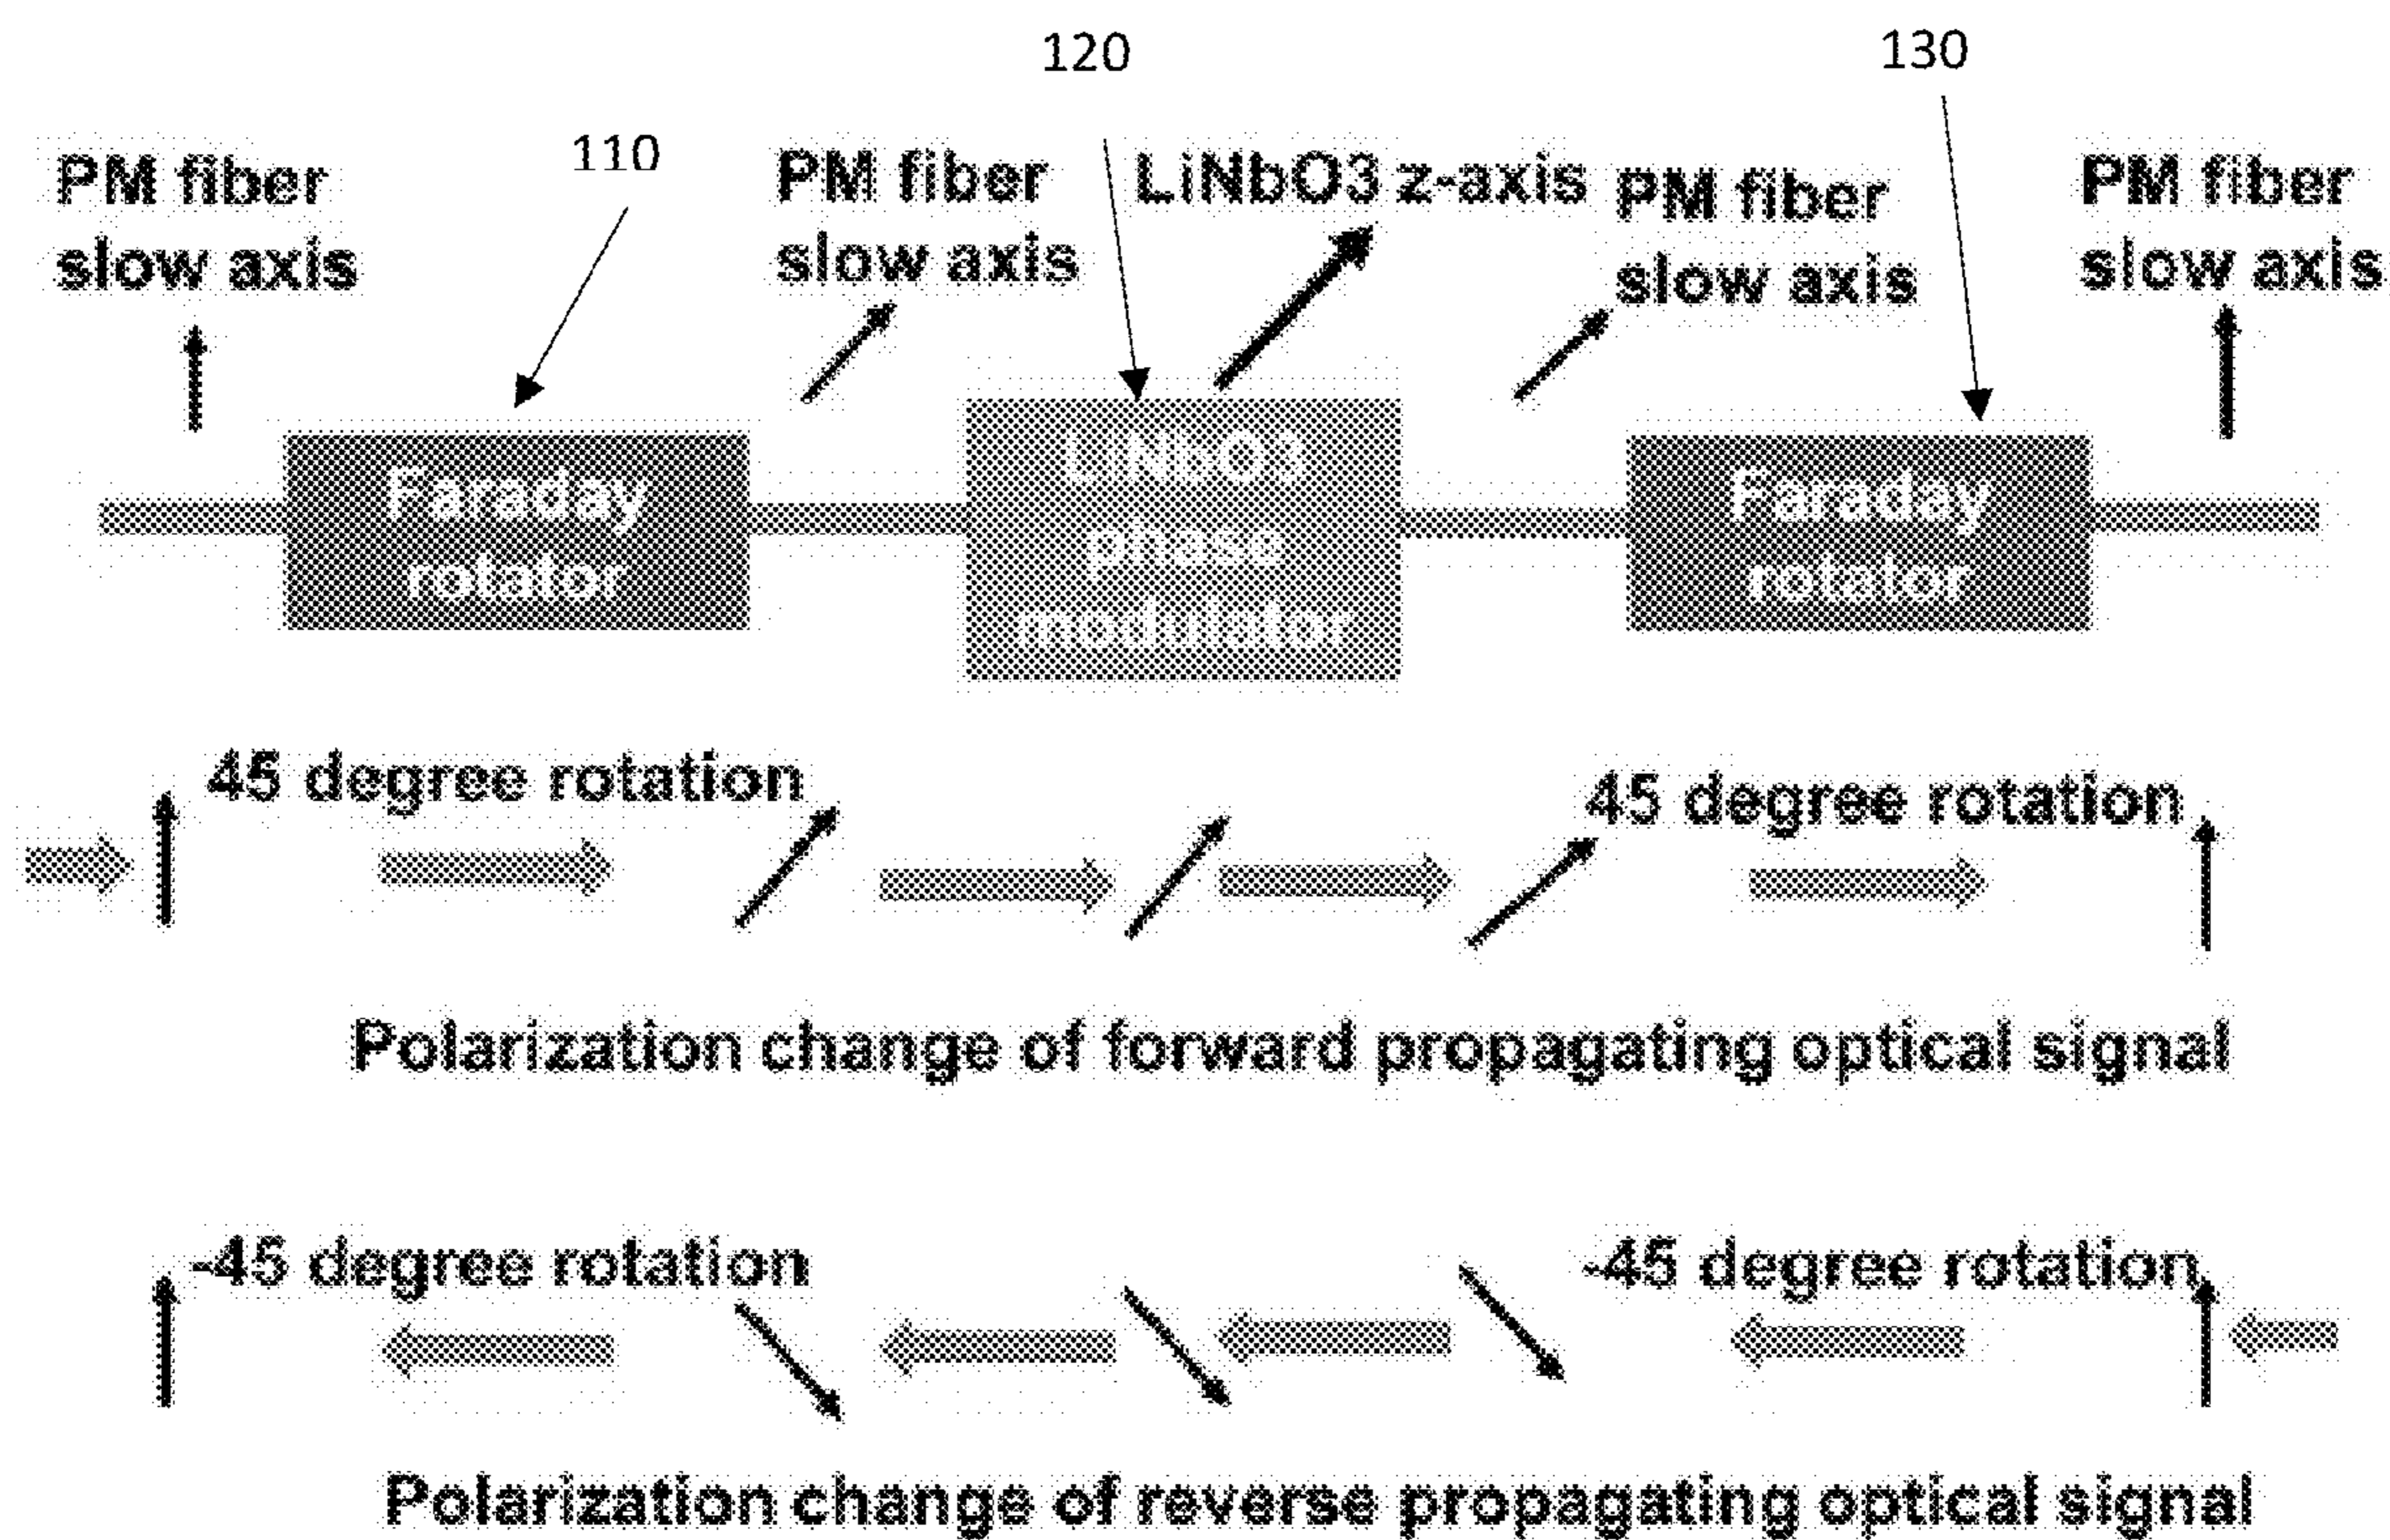 120
130
110
PM fiber
slow axis
PM fiber
slow axis
LiNbO3 z-axis
PM fiber
slow axis
PM fiber
slow axis
Faraday
rotator
LiNbO3
phase
modulator
Faraday
rotator
45 degree rotation
45 degree rotation
Polarization change of forward propagating optical signal
-45 degree rotation
-45 degree rotation
Polarization change of reverse propagating optical signal